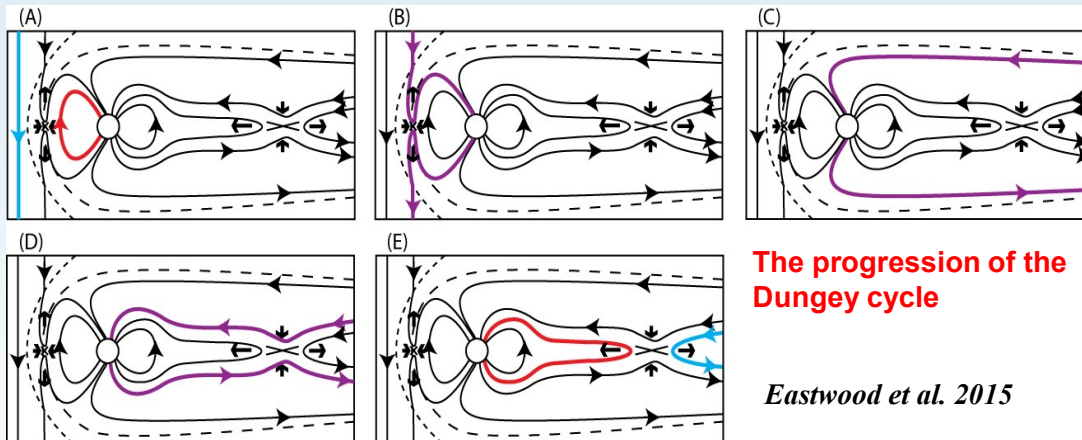 (A)
(B)
(C)
(D)
(E)
The progression of the
Dungey cycle
Eastwood et al. 2015